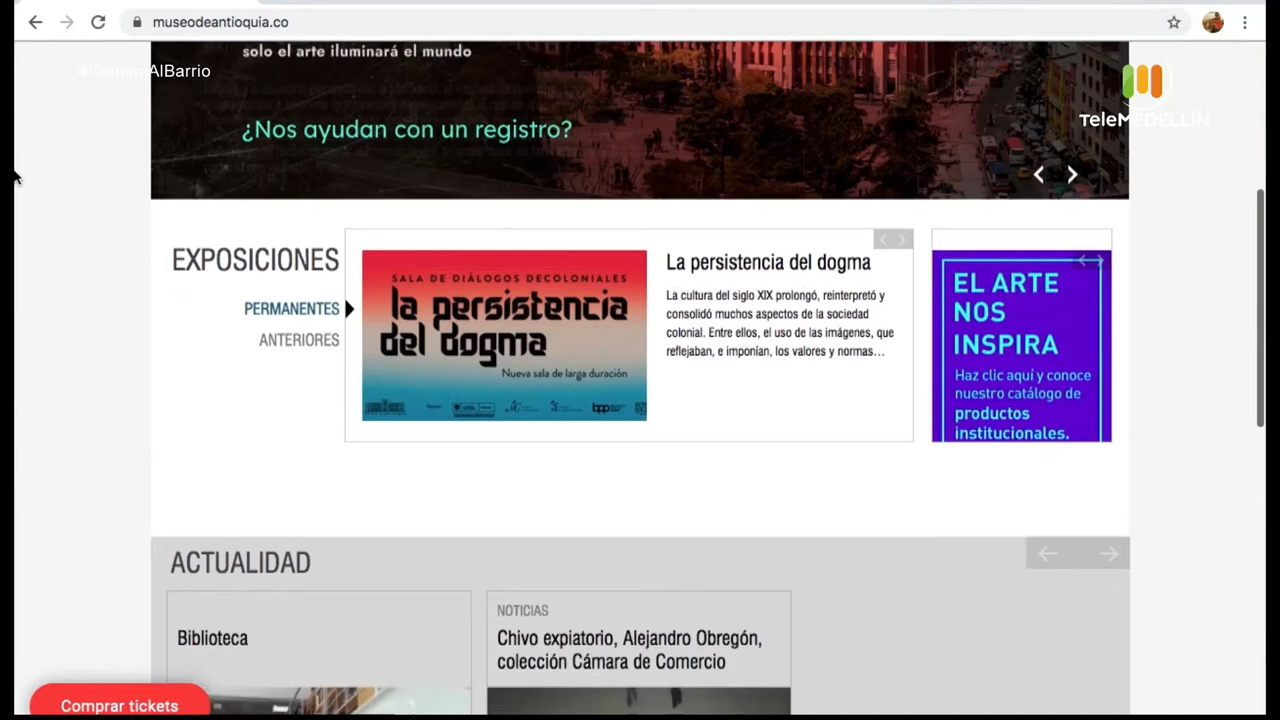 museodeantioquia.co
solo el arte iluminará el mundo
#CaminoAlBarrio
TeleMEDELLÍN
¿Nos ayudan con un registro?
EXPOSICIONES
PERMANENTES
ANTERIORES
SALA DE DIÁLOGOS DECOLONIALES
la persistencia
del dogma
Nueva sala de larga duración
bpp
La persistencia del dogma
La cultura del siglo XIX prolongó, reinterpretó y
consolidó muchos aspectos de la sociedad
colonial. Entre ellos, el uso de las imágenes, que
reflejaban, e imponían, los valores y normas...
EL ARTE
NOS
INSPIRA
Haz clic aquí y conoce
nuestro catálogo de
productos
institucionales.
ACTUALIDAD
Biblioteca
NOTICIAS
Chivo expiatorio, Alejandro Obregón,
colección Cámara de Comercio
Comprar tickets